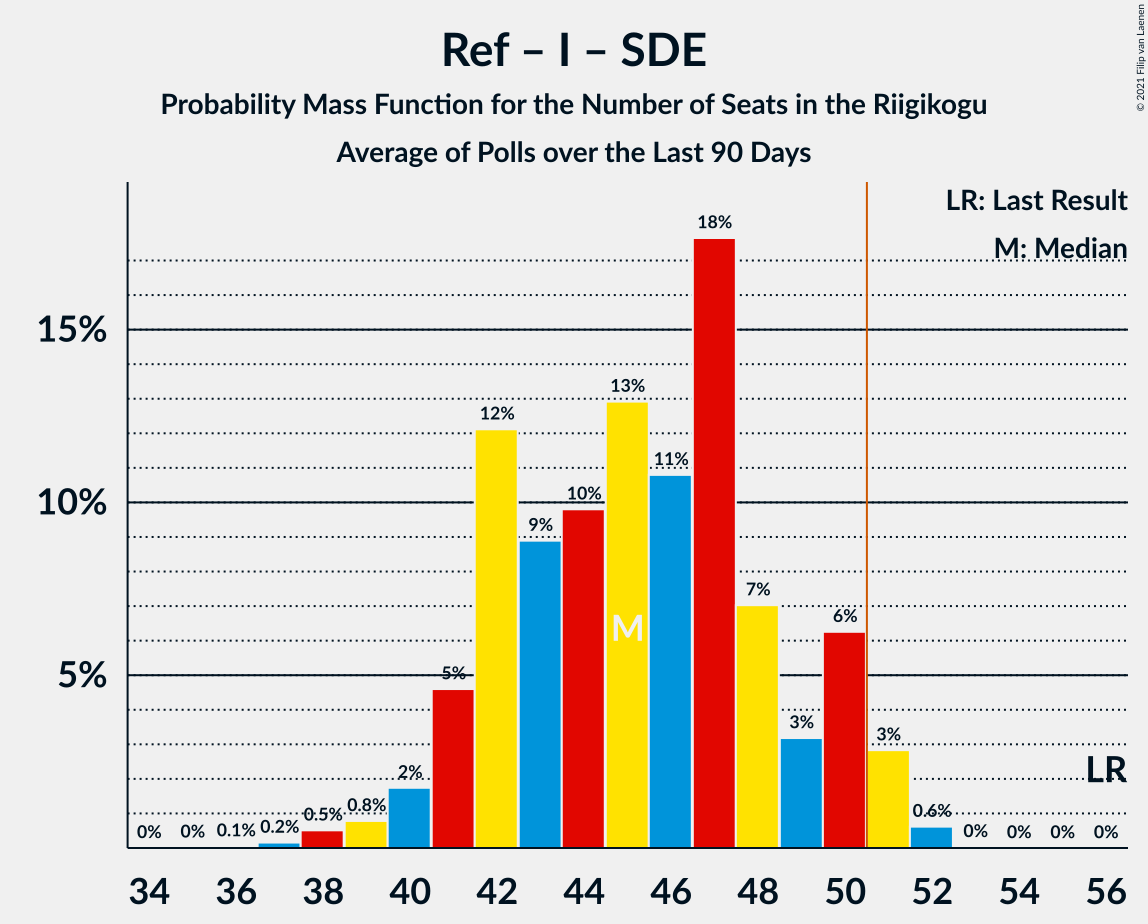 Ref – I – SDE
Probability Mass Function for the Number of Seats in the Riigikogu
Average of Polls over the Last 90 Days
© 2021 Filip van Laenen
LR: Last Result
M: Median
15%
10%
5%
0% 0% 0.1% 0.2% 0.5% 0.8% 2% 5% 12% 9% 10% 13% 11% 18% 7% 3% 6% 3% 0.6% 0% 0% 0% 0%
M
LR
34 36 38 40 42 44 46 48 50 52 54 56